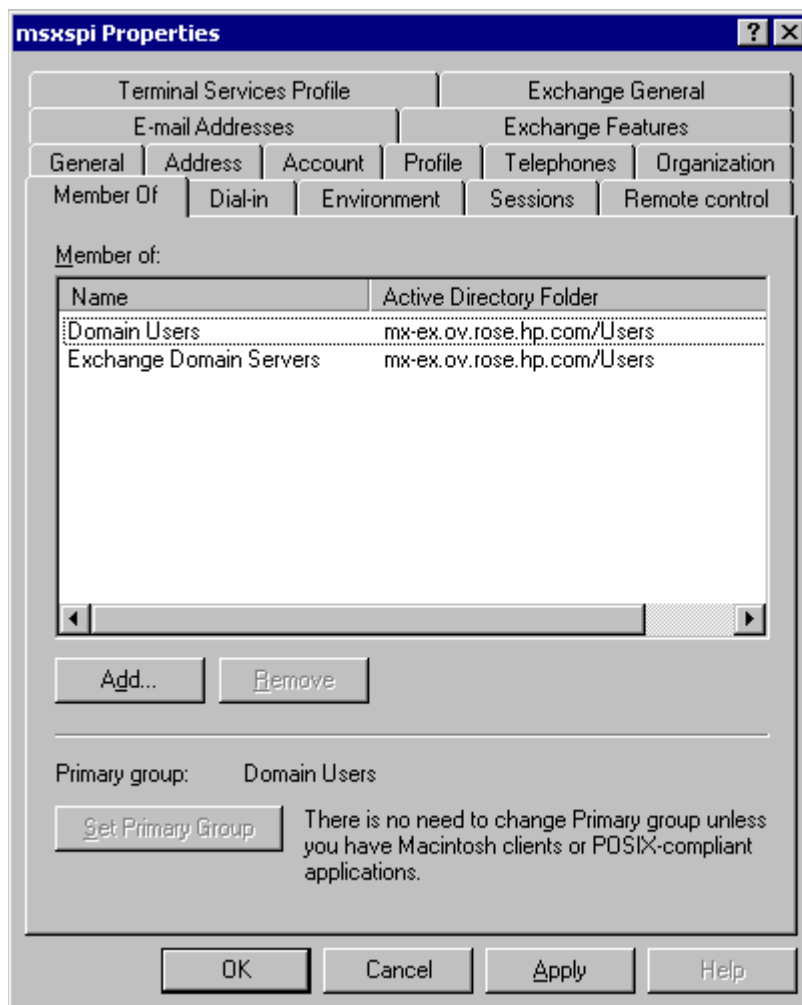 msxspi Properties
Terminal Services Profile Exchange General
E-mail Addresses Exchange Features
General Address Account Profile Telephones Organization
Member Of Dial-in Environment Sessions Remote control
Member of:
Name Active Directory Folder
Domain Users mx-ex.ov.rose.hp.com/Users
Exchange Domain Servers mx-ex.ov.rose.hp.com/Users
Add... Remove
Primary group: Domain Users
Set Primary Group
There is no need to change Primary group unless
you have Macintosh clients or POSIX-compliant
applications.
OK Cancel Apply Help